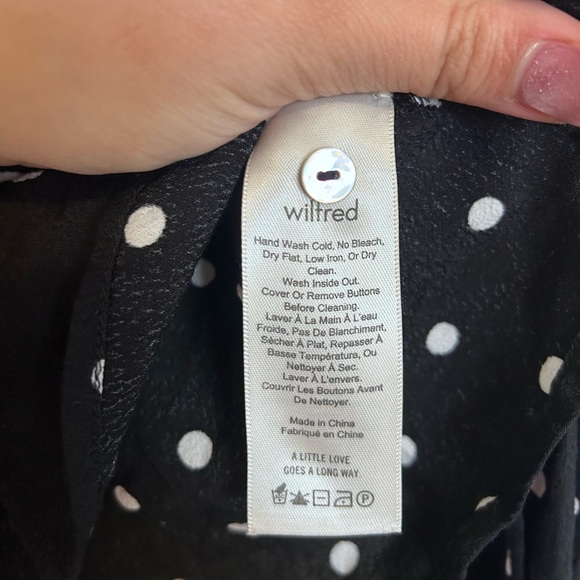 wilfred
Hand Wash Cold, No Bleach,
Dry Flat, Low Iron, Or Dry
Clean.
Wash Inside Out.
Cover Or Remove Buttons
Before Cleaning.
Laver À La Main À L'eau
Froide, Pas De Blanchiment,
Sécher À Plat, Repasser À
Basse Température, Ou
Nettoyer À Sec.
Laver À L'envers.
Couvrir Les Boutons Avant
De Nettoyer.
Made in China
Fabriqué en Chine
A LITTLE LOVE
GOES A LONG WAY.
P